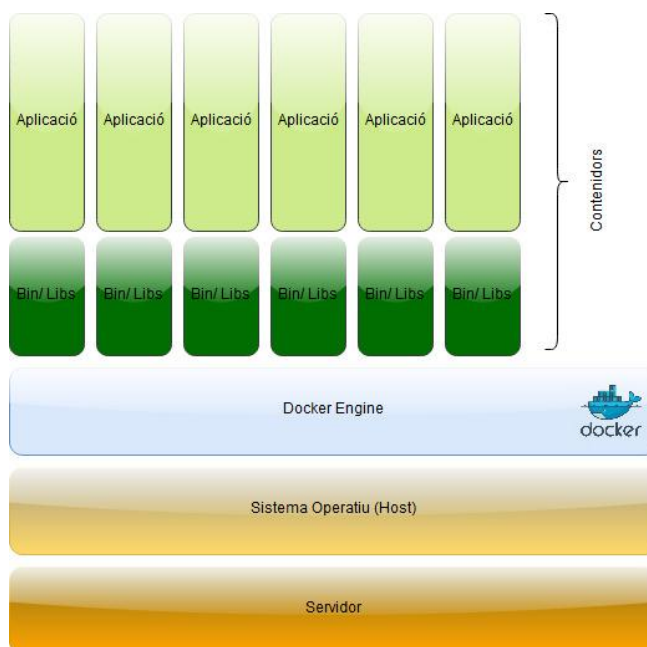 Aplicació
Aplicació
Aplicació
Aplicació
Aplicació
Aplicació
Contenidors
Bin/ Libs
Bin/ Libs
Bin/ Libs
Bin/ Libs
Bin/ Libs
Bin/ Libs
Docker Engine
docker
Sistema Operatiu (Host)
Servidor